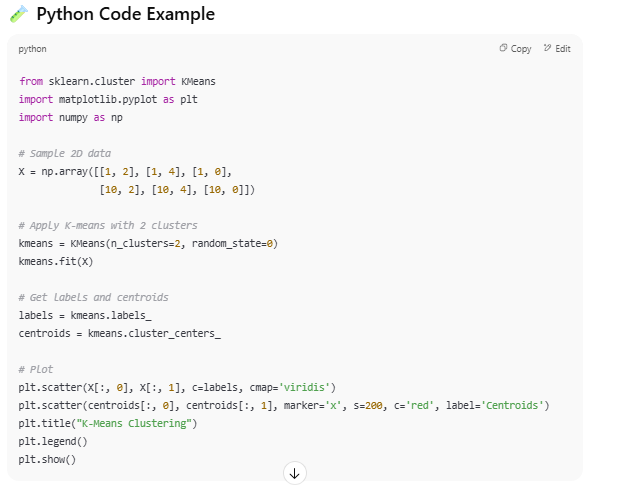 Python Code Example
python
Copy Edit
from sklearn.cluster import KMeans
import matplotlib.pyplot as plt
import numpy as np
# Sample 2D data
X = np.array([[1, 2], [1, 4], [1, 0],
[10, 2], [10, 4], [10, 0]])
# Apply K-means with 2 clusters
kmeans = KMeans(n_clusters=2, random_state=0)
kmeans.fit(X)
# Get labels and centroids
labels = kmeans.labels_
centroids = kmeans.cluster_centers_
# Plot
plt.scatter(X[:, 0], X[:, 1], c=labels, cmap='viridis')
plt.scatter(centroids[:, 0], centroids[:, 1], marker='x', s=200, c='red', label='Centroids')
plt.title("K-Means Clustering")
plt.legend()
plt.show()